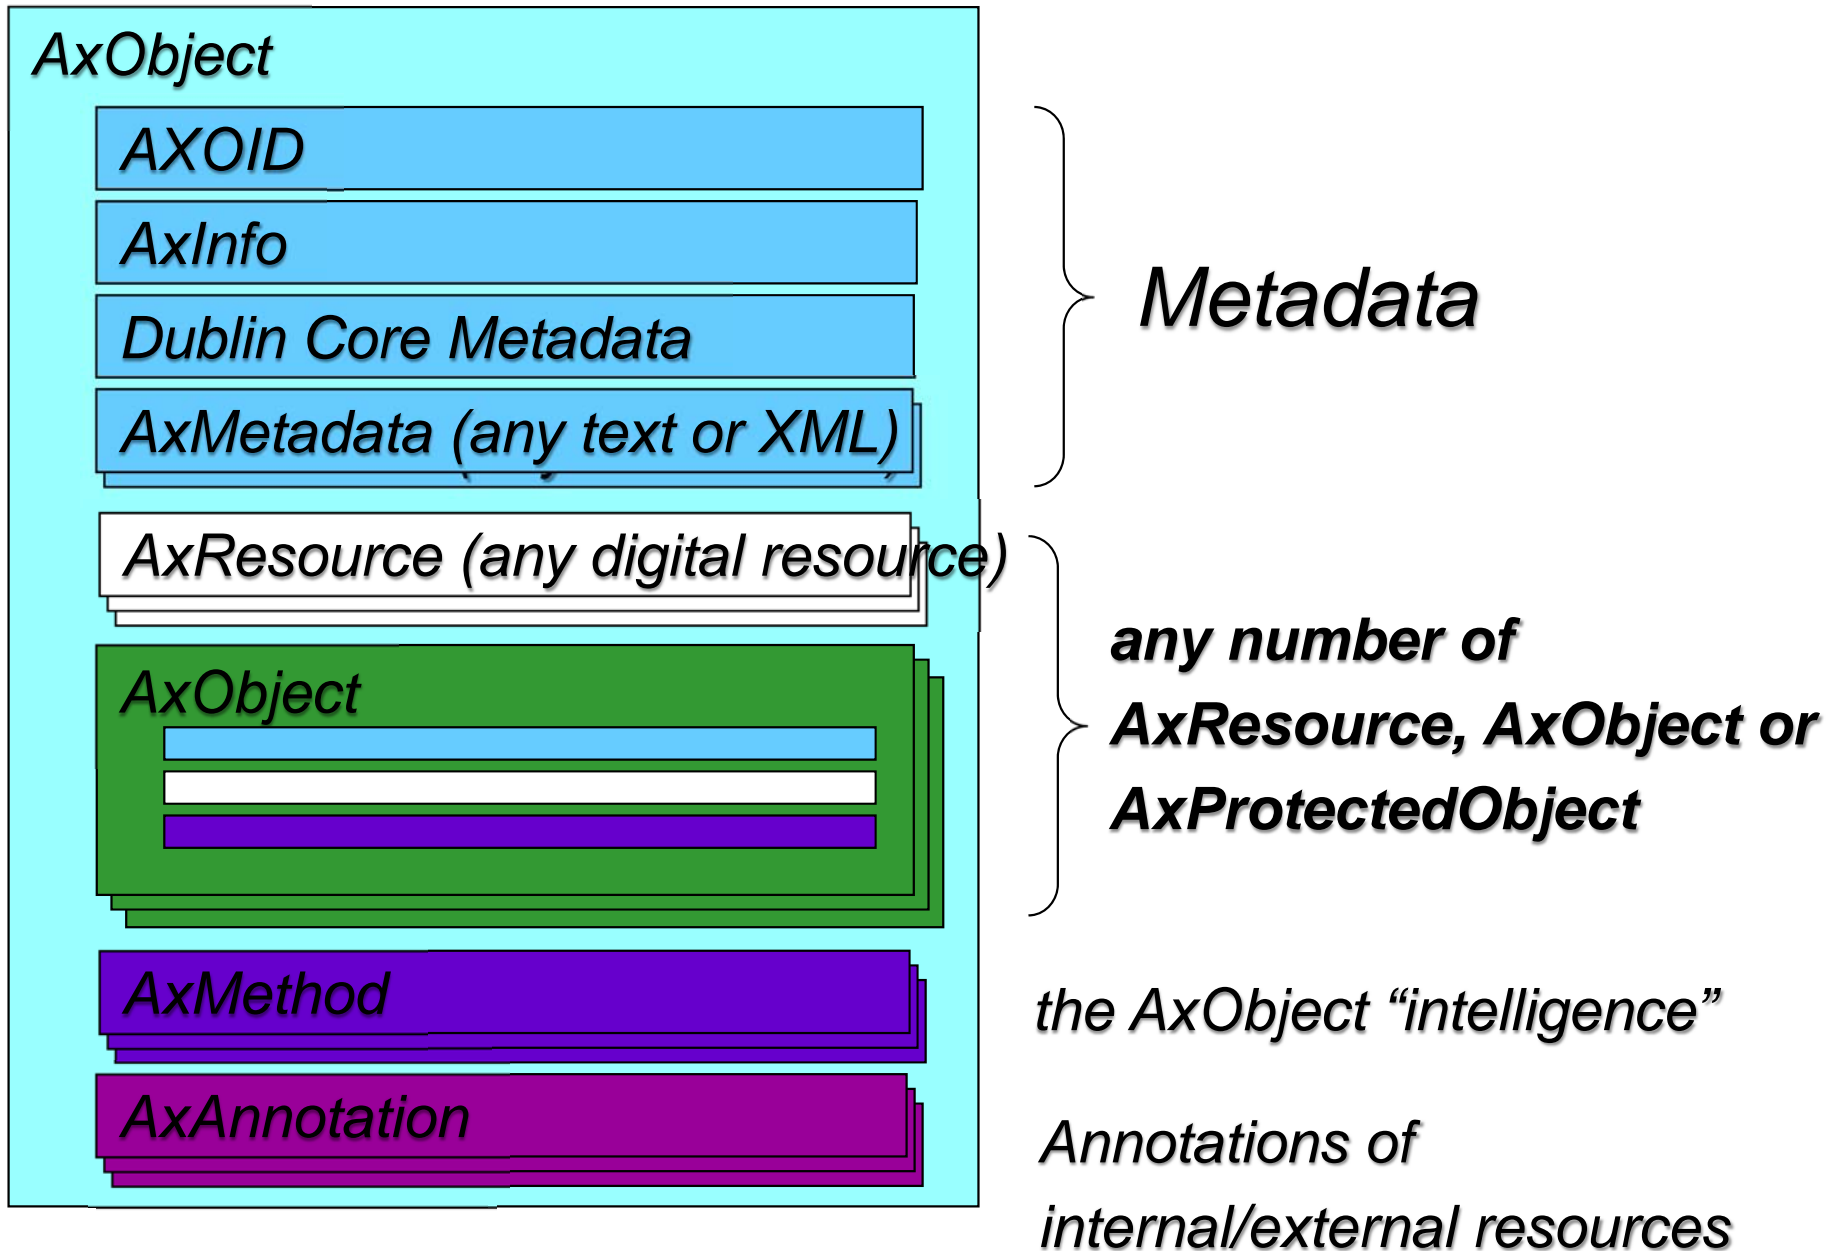 AxObject
AXOID
AxInfo
Dublin Core Metadata
AxMetadata (any text or XML)
Metadata
AxResource (any digital resource)
AxObject
any number of
AxResource, AxObject or
AxProtectedObject
AxMethod
the AxObject “intelligence”
AxAnnotation
Annotations of
internal/external resources